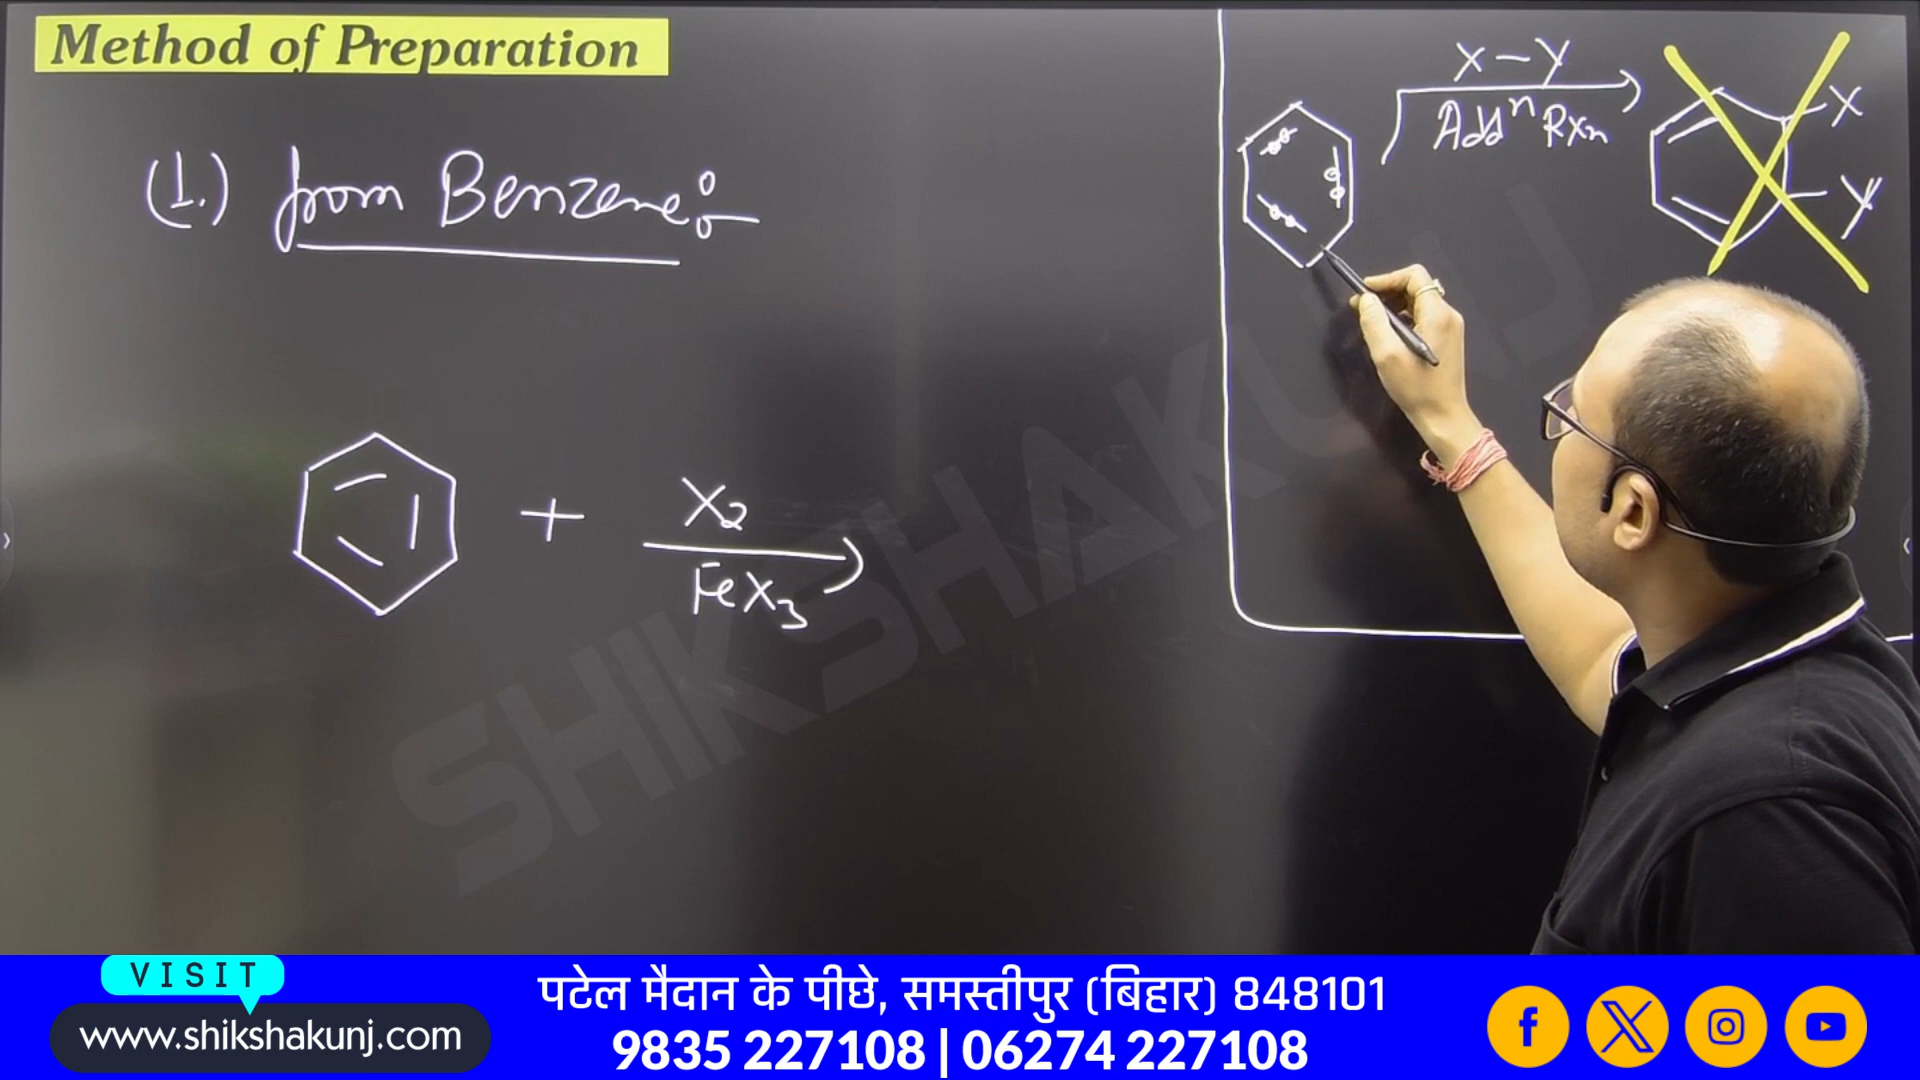 Method of Preparation
(1.) from Benzene:-
+ X2
FeX3
X-Y
Addn Rxn
X
Y
SHIKSHAKUNJ
VISIT
www.shikshakunj.com
पटेल मैदान के पीछे, समस्तीपुर (बिहार) 848101
9835 227108 | 06274 227108